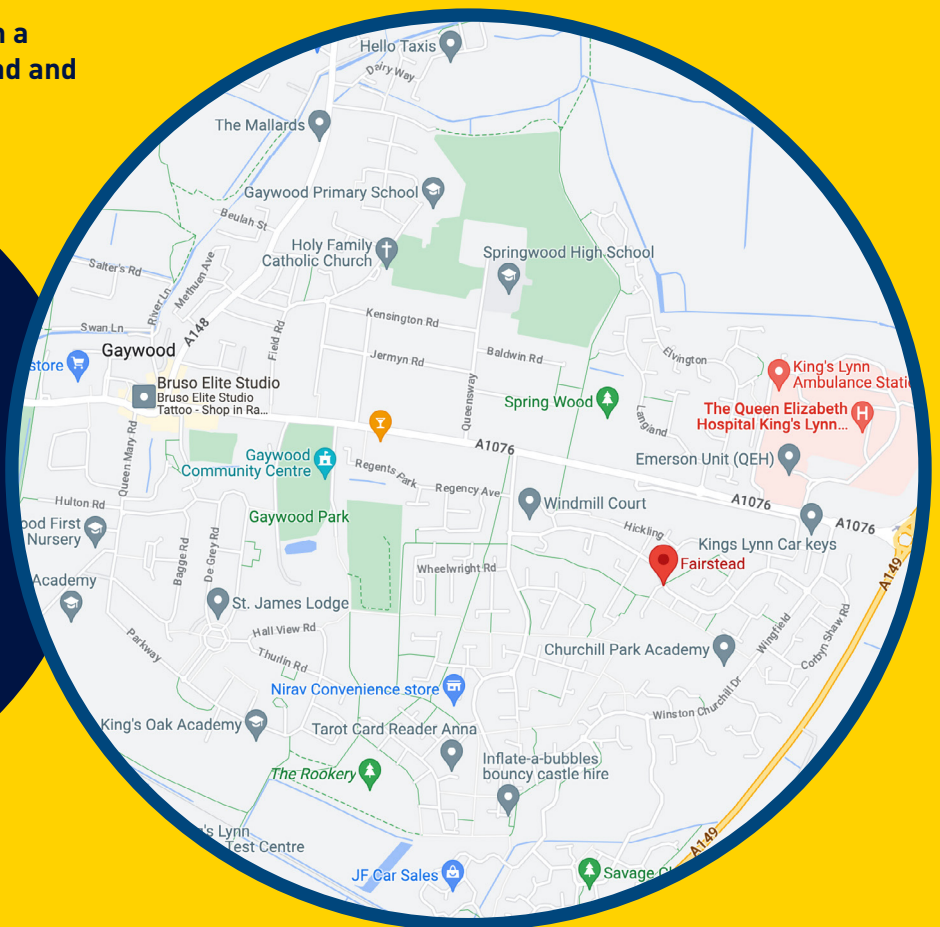 n a
nd and
Hello Taxis
Dairy Way
The Mallards
Gaywood Primary School
Beulah St
Holy Family
Catholic Church
Springwood High School
Salter's Rd
River Ln
Methuen Ave
Swan Ln
A148
Field Rd
Kensington Rd
Gaywood
Jermyn Rd
Baldwin Rd
Elvington
store
King's Lynn
Ambulance Static
Bruso Elite Studio
Bruso Elite Studio
Tattoo - Shop in Ra...
Queensway
Spring Wood
Langland
The Queen Elizabeth
Hospital King's Lynn...
H
Queen Mary Rd
A1076
Gaywood
Community Centre
Regents Park
Emerson Unit (QEH)
Regency Ave
Hulton Rd
Windmill Court
A1076
Gaywood Park
ood First
Nursery
Hickling
A1076
Kings Lynn Car keys
Bagge Rd
De Grey Rd
Wheelwright Rd
Fairstead
A149
Academy
St. James Lodge
Hall View Rd
Parkway
Thurlin Rd
Churchill Park Academy
Wingfield
Corbyn Shaw Rd
Nirav Convenience store
Winston Churchill Dr
King's Oak Academy
Tarot Card Reader Anna
Inflate-a-bubbles
bouncy castle hire
The Rookery
's Lynn
Test Centre
A149
JF Car Sales
Savage